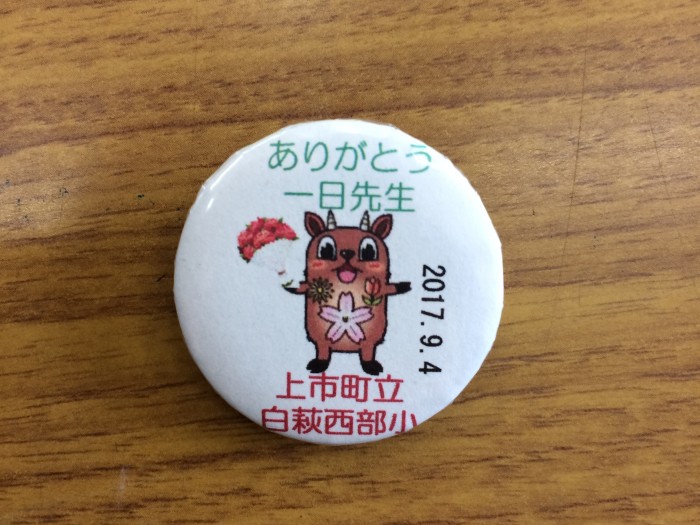 ありがとう
一日先生
2017.9.4
上市町立
白萩西部小